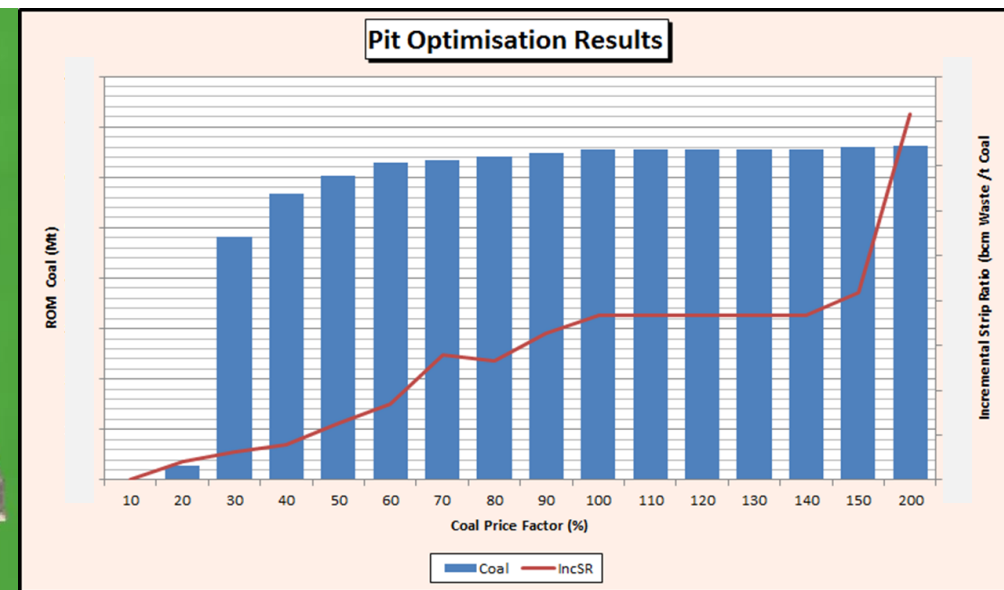 Pit Optimisation Results
ROM Coal (Mt)
Incremental Strip Ratio (bcm Waste /t Coal
10 20 30 40 50 60 70 80 90 100 110 120 130 140 150 200
Coal Price Factor (%)
Coal IncSR